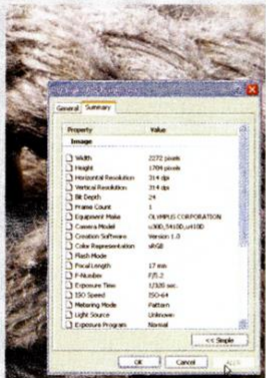 General Summary
Property Value
Image
Width 2272 pixels
Height 1704 pixels
Horizontal Resolution 314 dpi
Vertical Resolution 314 dpi
Bit Depth 24
Frame Count 1
Equipment Make OLYMPUS CORPORATION
Camera Model
Creation Software Version 1.0
Color Representation sRGB
Flash Mode
Focal Length 17 mm
F-Number F/5.2
Exposure Time 1/320 sec.
ISO Speed ISO-64
Metering Mode Pattern
Light Source Unknown
Exposure Program Normal
<< Simple
OK Cancel Apply